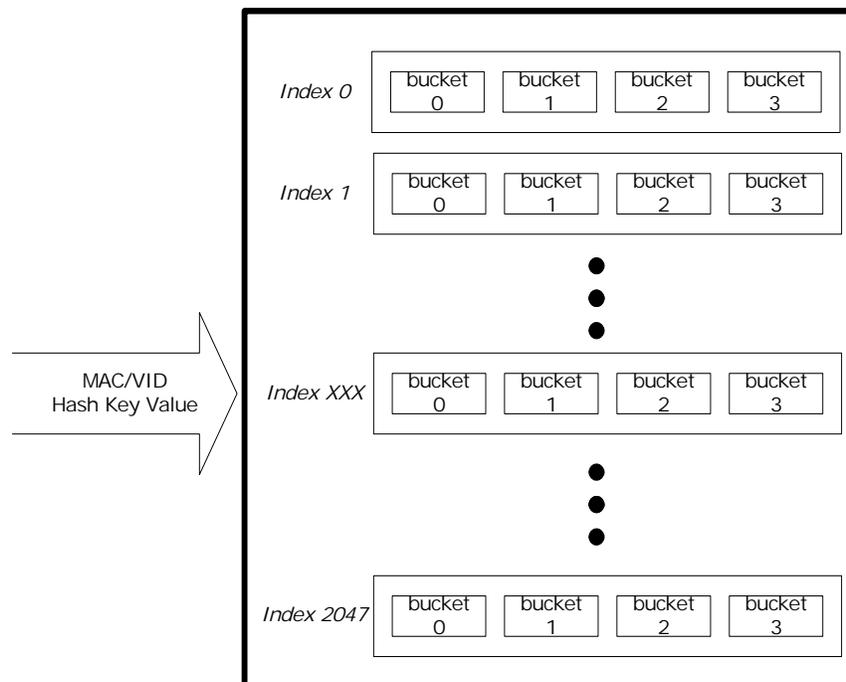 Index 0
bucket
0
bucket
1
bucket
2
bucket
3
Index 1
bucket
0
bucket
1
bucket
2
bucket
3
MAC/VID
Hash Key Value
Index XXX
bucket
0
bucket
1
bucket
2
bucket
3
Index 2047
bucket
0
bucket
1
bucket
2
bucket
3